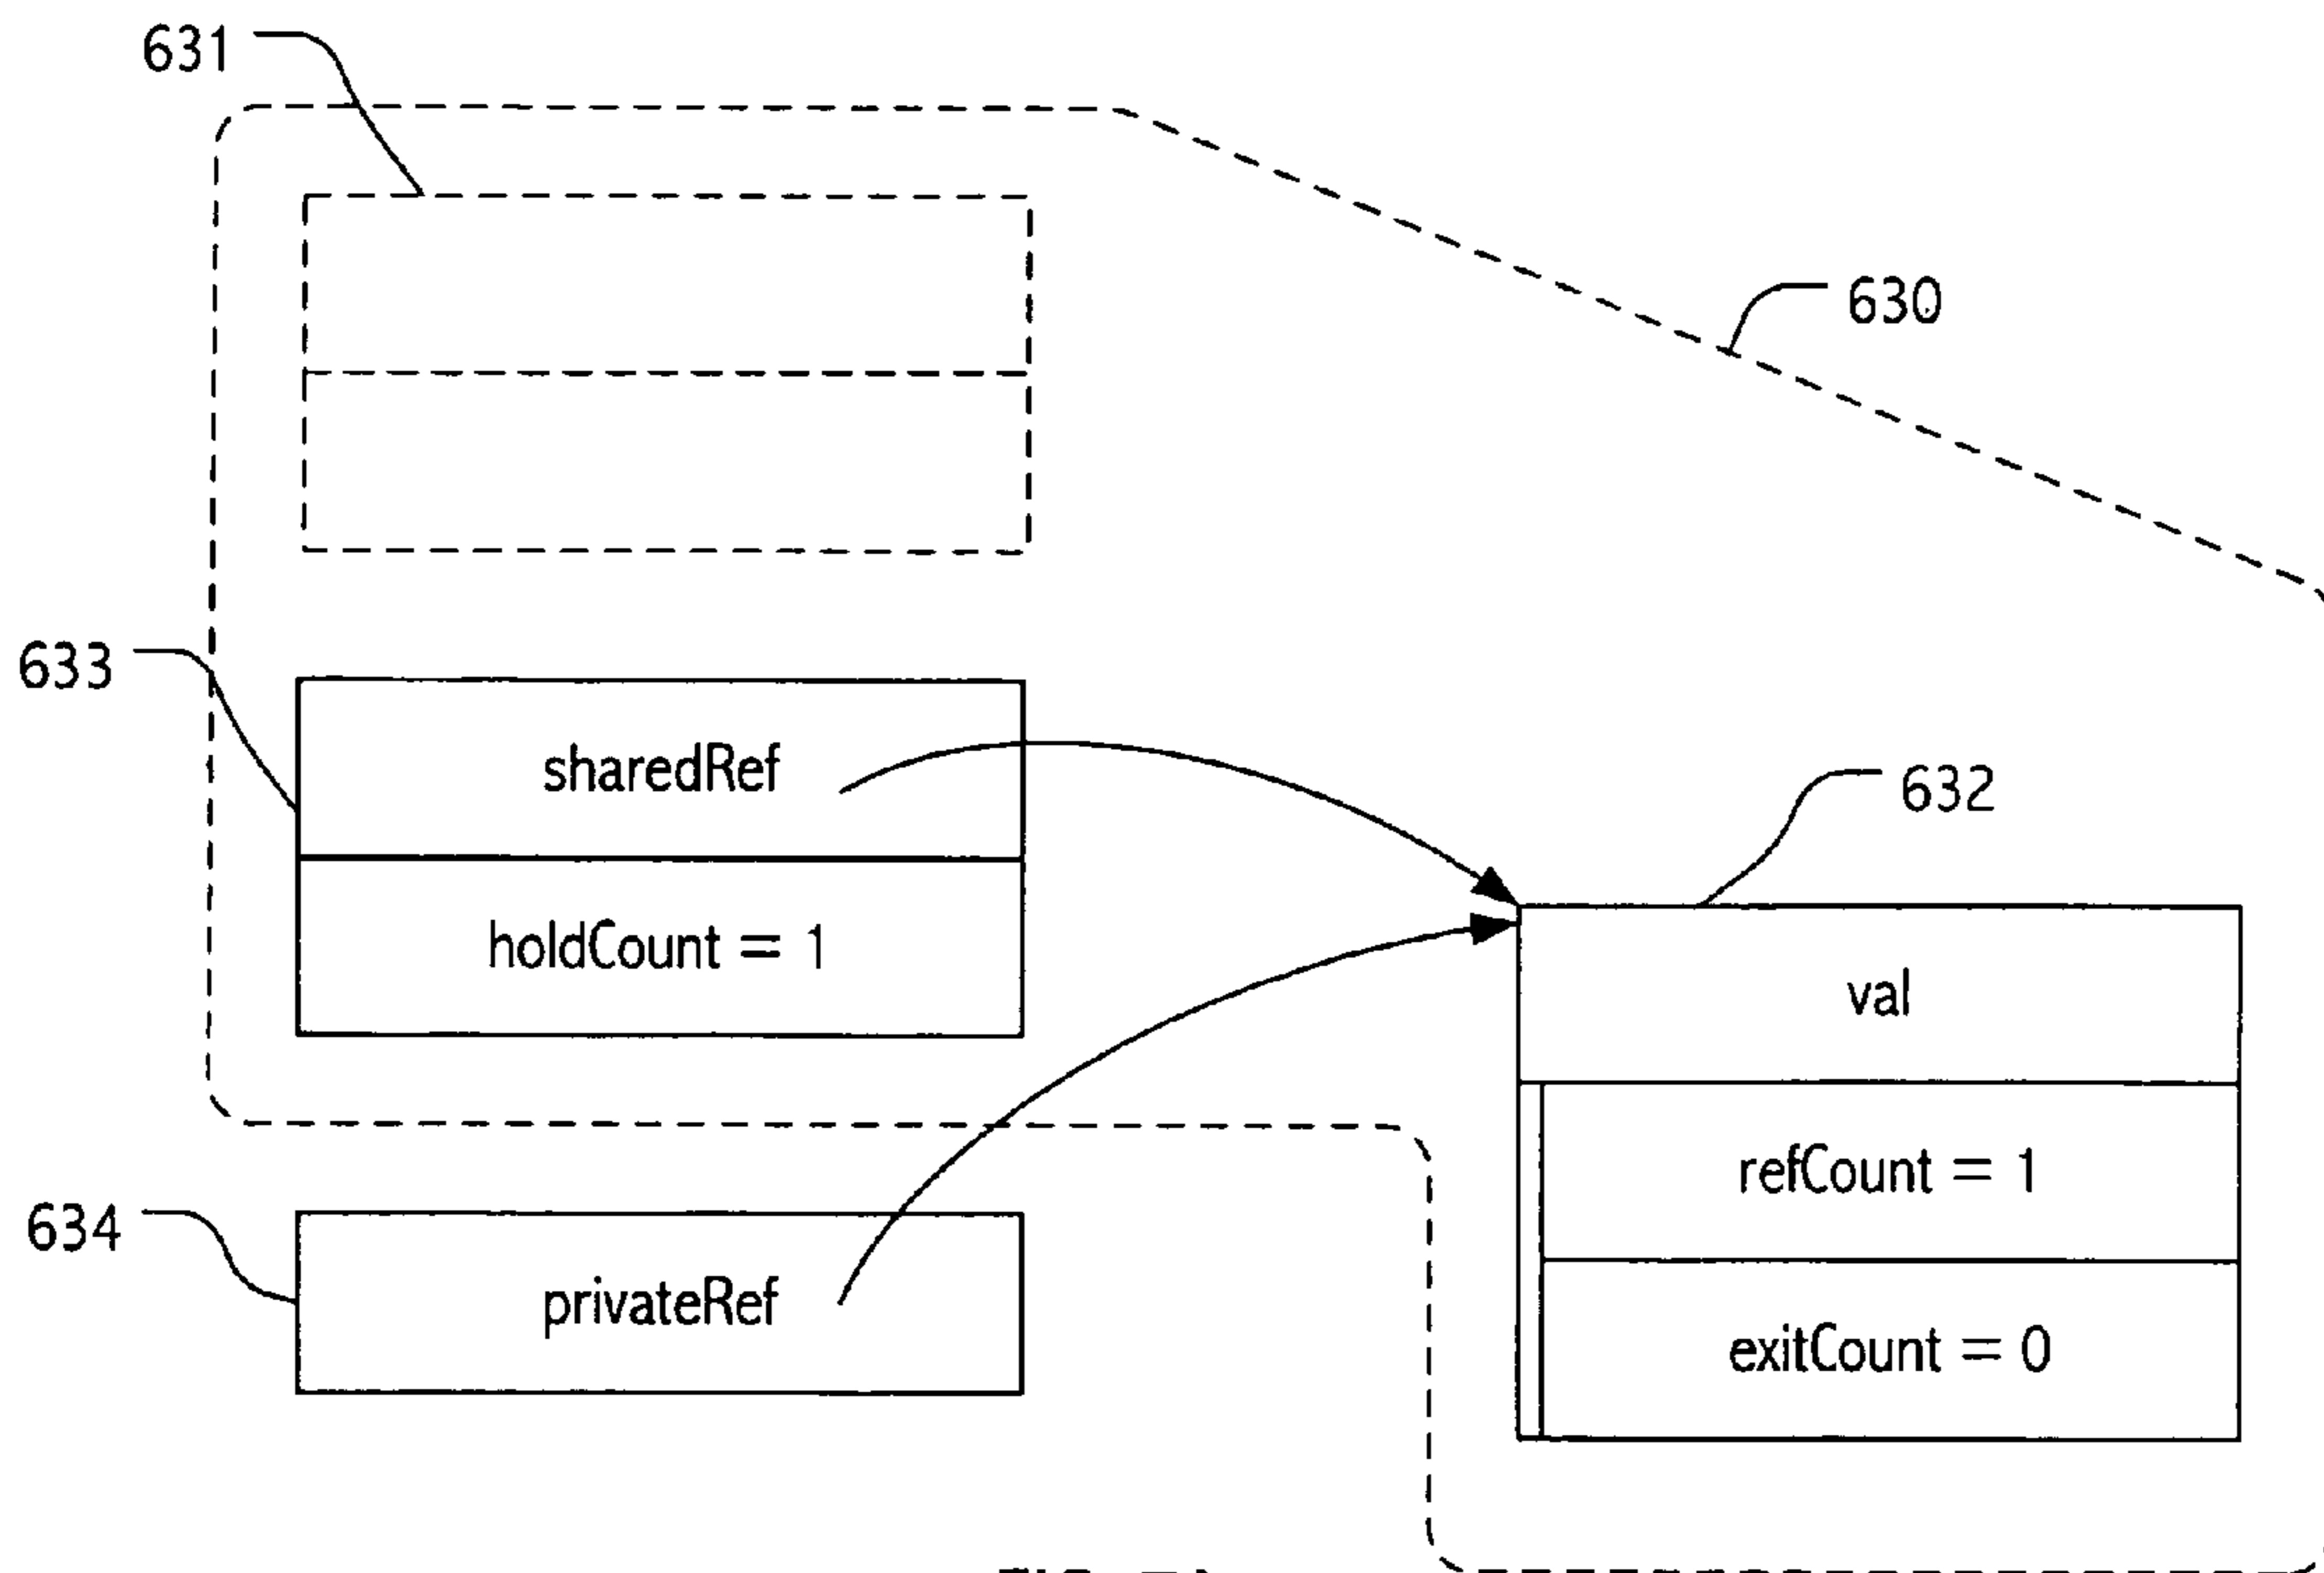 631
630
633
sharedRef
632
holdCount = 1
val
refCount = 1
634
privateRef
exitCount = 0